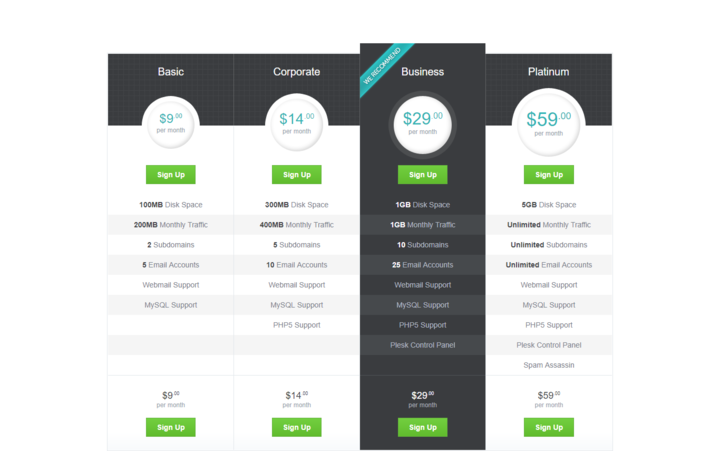 Basic
$9.00
per month
Sign Up
100MB Disk Space
200MB Monthly Traffic
2 Subdomains
5 Email Accounts
Webmail Support
MySQL Support
$9.00
per month
Sign Up
Corporate
$14.00
per month
Sign Up
300MB Disk Space
400MB Monthly Traffic
5 Subdomains
10 Email Accounts
Webmail Support
MySQL Support
PHP5 Support
$14.00
per month
Sign Up
WE RECOMMEND
Business
$29.00
per month
Sign Up
1GB Disk Space
1GB Monthly Traffic
10 Subdomains
25 Email Accounts
Webmail Support
MySQL Support
PHP5 Support
Plesk Control Panel
$29.00
per month
Sign Up
Platinum
$59.00
per month
Sign Up
5GB Disk Space
Unlimited Monthly Traffic
Unlimited Subdomains
Unlimited Email Accounts
Webmail Support
MySQL Support
PHP5 Support
Plesk Control Panel
Spam Assassin
$59.00
per month
Sign Up